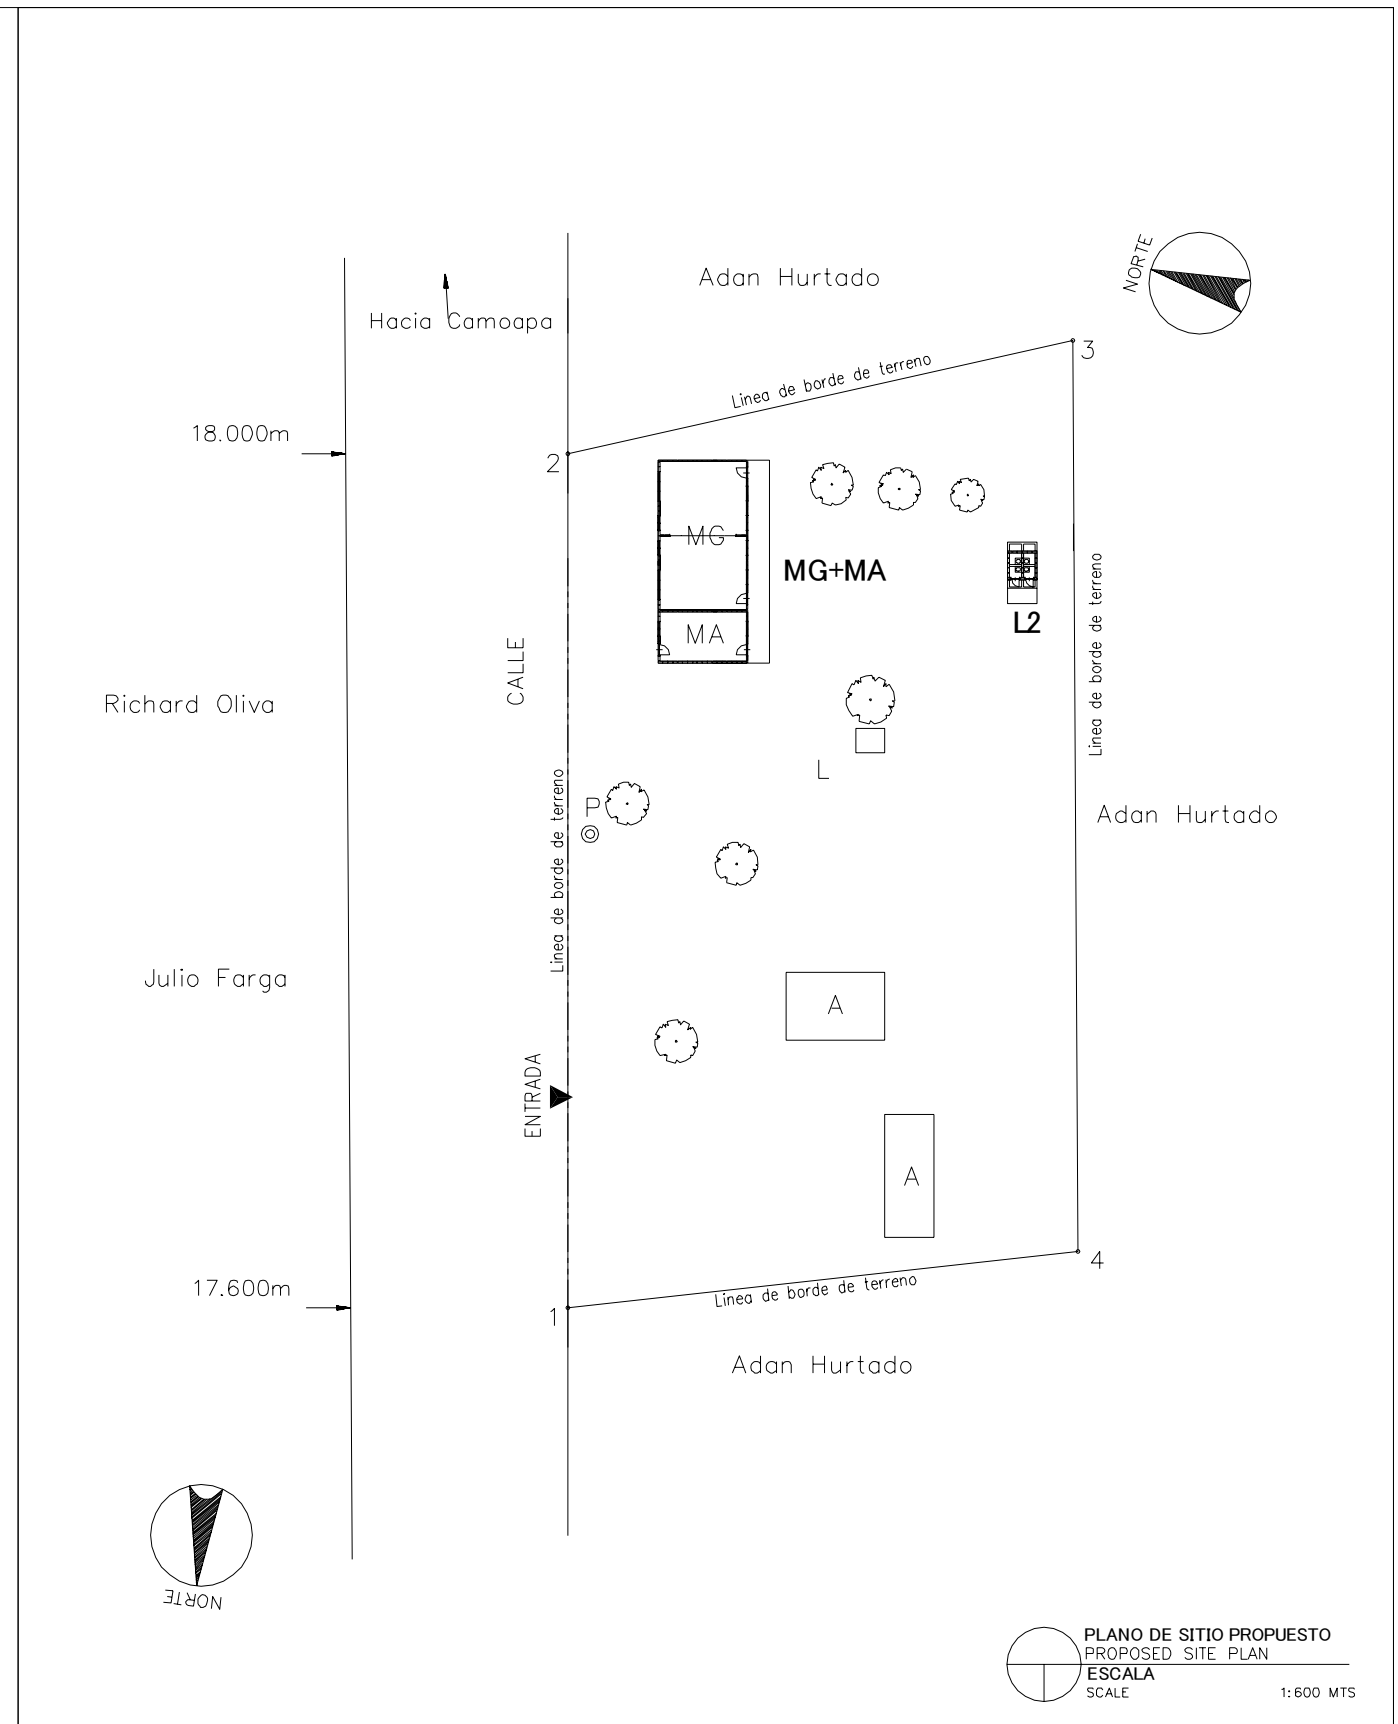 NORTE
Adan Hurtado
Hacia Camoapa
3
Linea de borde de terreno
18.000m
2
MG
MG+MA
L2
MA
CALLE
Linea de borde de terreno
Richard Oliva
L
Linea de borde de terreno
P
Adan Hurtado
Julio Farga
A
ENTRADA
A
4
17.600m
Linea de borde de terreno
1
Adan Hurtado
NORTE
PLANO DE SITIO PROPUESTO
PROPOSED SITE PLAN
ESCALA
SCALE 1:600 MTS